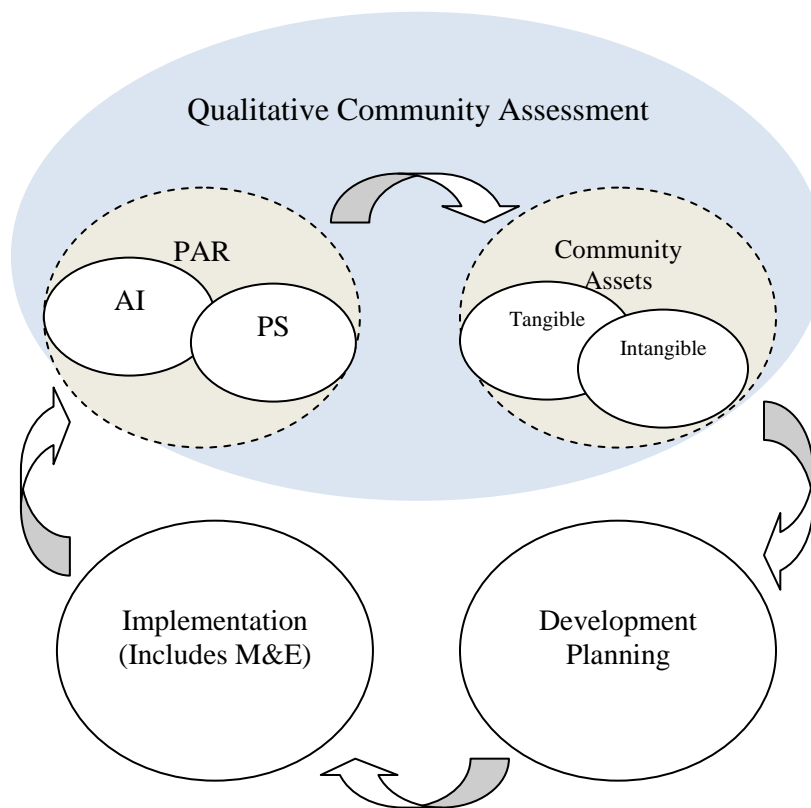 Qualitative Community Assessment
PAR
AI
PS
Community
Assets
Tangible
Intangible
Implementation
(Includes M&E)
Development
Planning